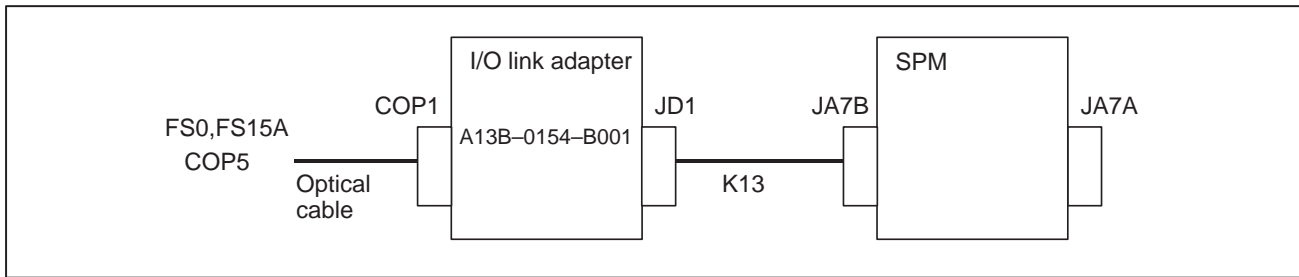 I/O link adapter
SPM
COP1
JD1
JA7B
JA7A
FS0,FS15A
A13B–0154–B001
COP5
Optical
cable
K13